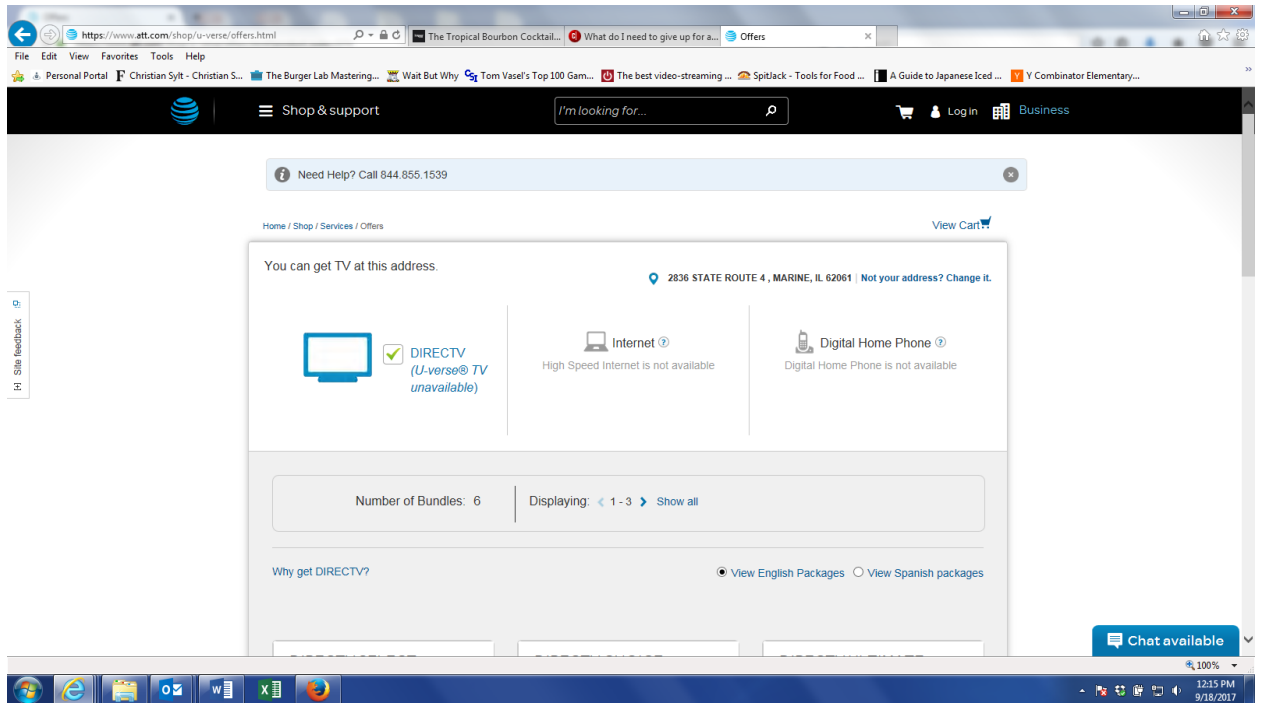 https://www.att.com/shop/u-verse/offers.html
The Tropical Bourbon Cocktail...
What do I need to give up for a...
Offers
File Edit View Favorites Tools Help
Personal Portal
Christian Sylt - Christian S...
The Burger Lab Mastering...
Wait But Why
Tom Vasel's Top 100 Gam...
The best video-streaming ...
SpitJack - Tools for Food ...
A Guide to Japanese Iced ...
Y Combinator Elementary...
Shop & support
I'm looking for...
Log in
Business
Need Help? Call 844.855.1539
Home / Shop / Services / Offers
View Cart
You can get TV at this address.
2836 STATE ROUTE 4 , MARINE, IL 62061 | Not your address? Change it.
Site feedback
DIRECTV
(U-verse® TV
unavailable)
Internet
High Speed Internet is not available
Digital Home Phone
Digital Home Phone is not available
Number of Bundles: 6
Displaying: 1 - 3 Show all
Why get DIRECTV?
View English Packages View Spanish packages
Chat available
100%
12:15 PM
9/18/2017